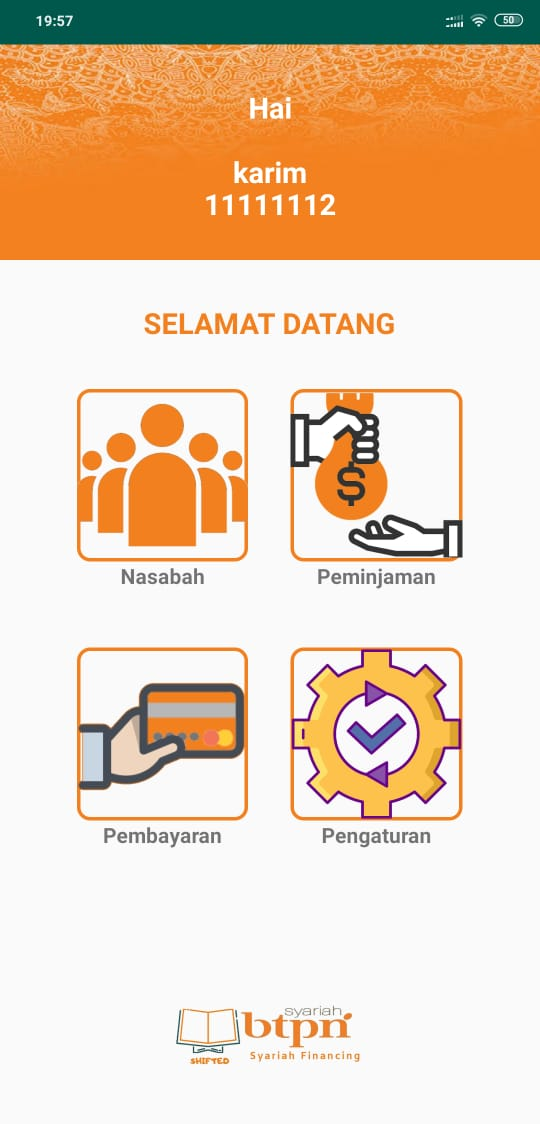 19:57
50
Hai
karim
11111112
SELAMAT DATANG
$
Nasabah
Peminjaman
Pembayaran
Pengaturan
syariah
btpn
Syariah Financing
SHIFTED